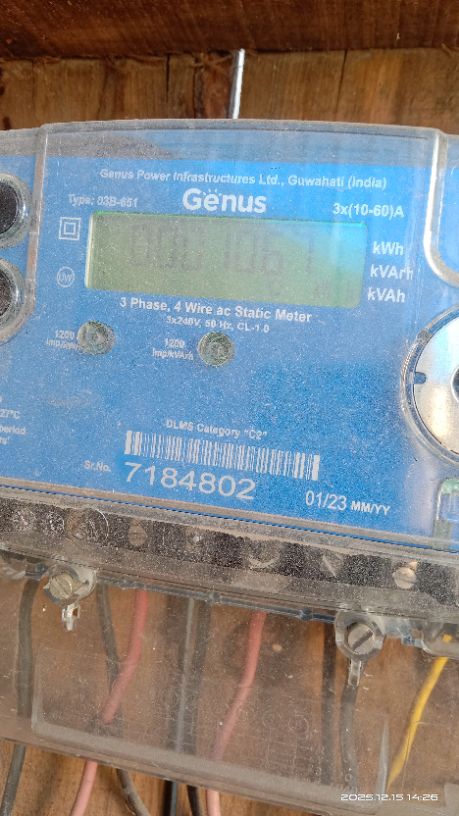 Genus Power Infrastructures Ltd., Guwahati (India)
Type: 03B-651
Genus
3x(10-60)A
kWh
kVArh
kVAh
3 Phase, 4 Wire ac Static Meter
3x240V, 50 Hz, CL-1.0
1200
Imp/kWh
1200
Imp/kVArh
27°C
DLMS Category "C2"
Sr.No. 7184802
01/23 MM/YY
2025.12.15 14:26